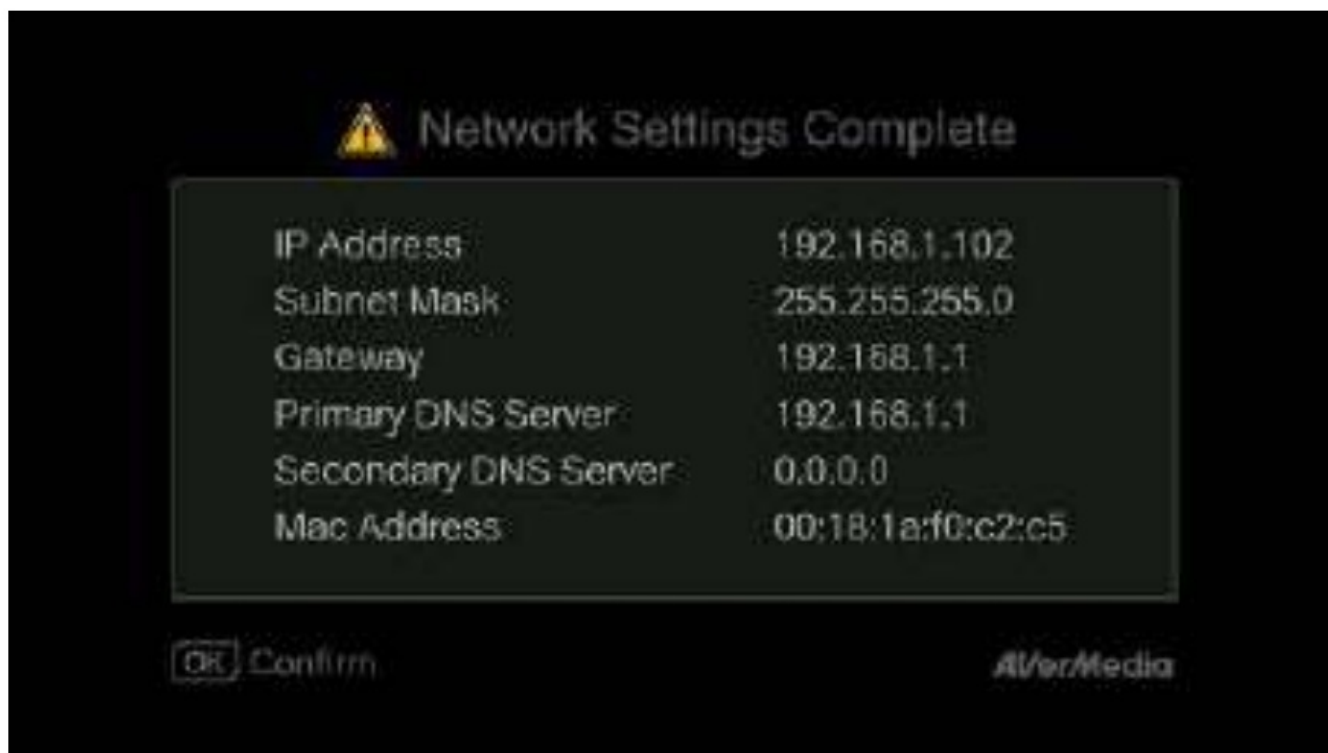 Network Settings Complete
IP Address 192.168.1.102
Subnet Mask 255.255.255.0
Gateway 192.168.1.1
Primary DNS Server 192.168.1.1
Secondary DNS Server 0.0.0.0
Mac Address 00:18:1a:f0:c2:c5
OK Confirm AVerMedia